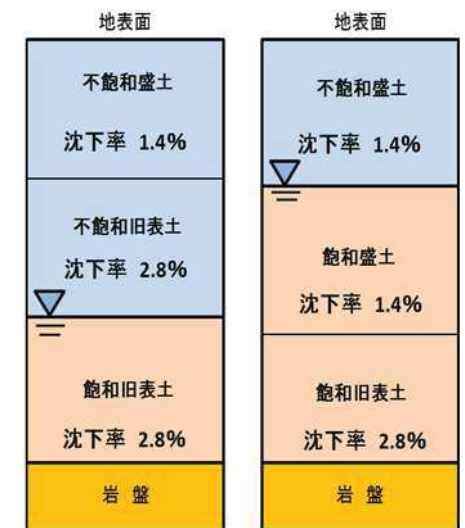 地表面
不飽和盛土
沈下率 1.4%
不飽和旧表土
沈下率 2.8%
飽和旧表土
沈下率 2.8%
岩 盤
地表面
不飽和盛土
沈下率 1.4%
飽和盛土
沈下率 1.4%
飽和旧表土
沈下率 2.8%
岩 盤